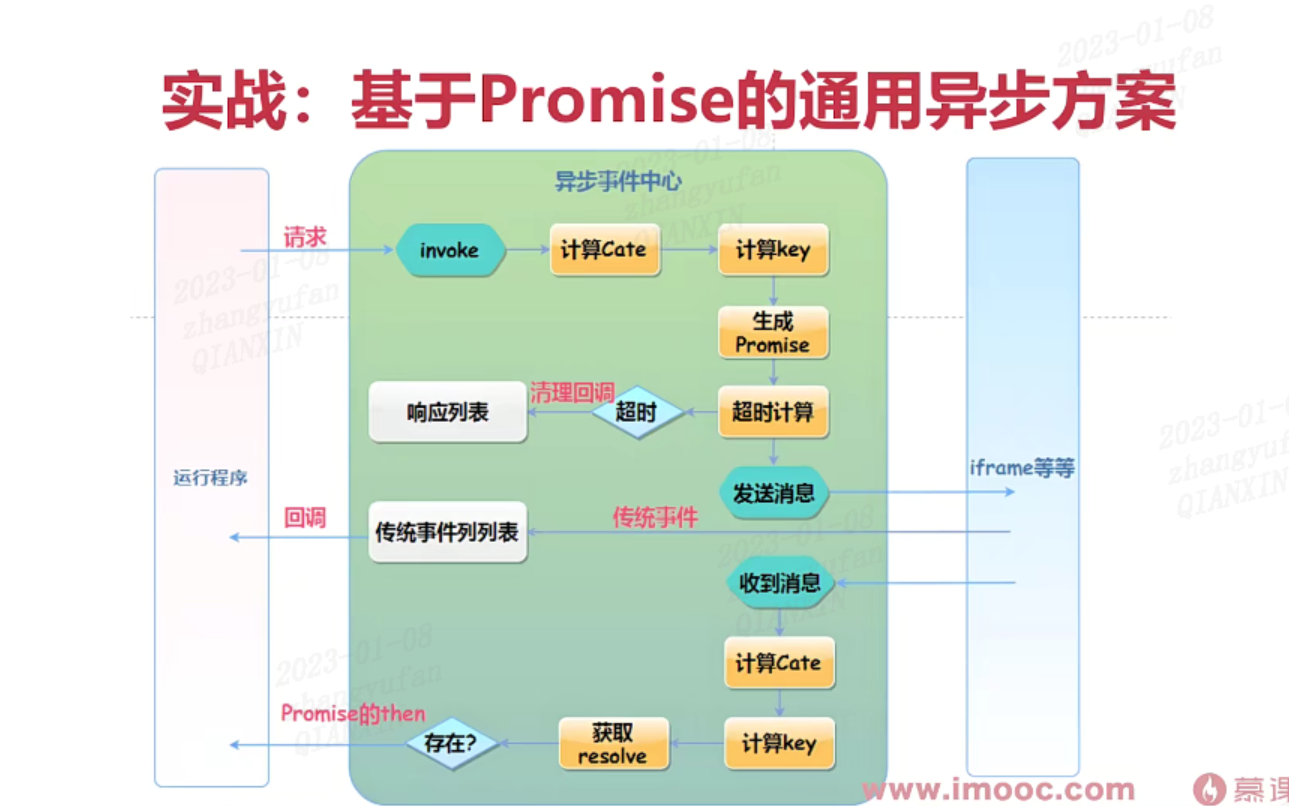 实战：基于Promise的通用异步方案
异步事件中心
请求
invoke
计算Cate
计算key
生成
Promise
清理回调
响应列表
超时
超时计算
运行程序
iframe等等
发送消息
回调
传统事件列列表
传统事件
收到消息
计算Cate
Promise的then
存在?
获取
resolve
计算key
www.imooc.com
慕课
2023-01-08
zhangyufan
QIANXIN
2023-01-08
zhangyufan
QIANXIN
2023-01-08
zhangyufan
QIANXIN
2023-01-08
zhangyufan
QIANXIN
2023-01-08
QIANXIN